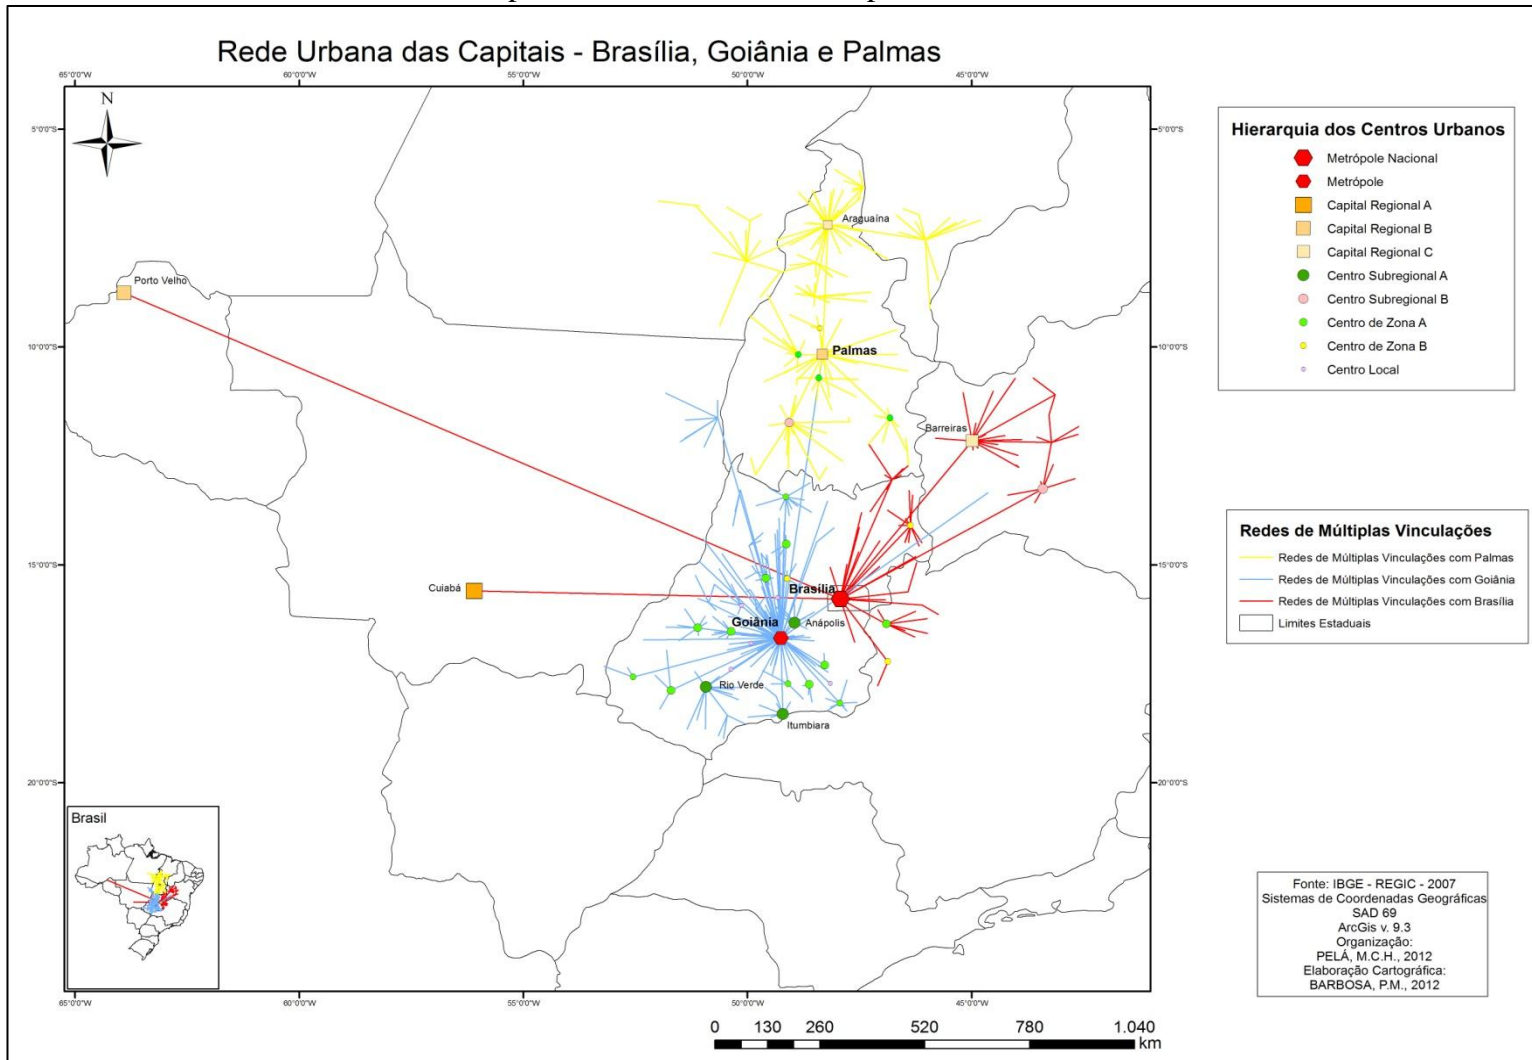 Rede Urbana das Capitais - Brasília, Goiânia e Palmas
65°0'0"W
60°0'0"W
55°0'0"W
50°0'0"W
45°0'0"W
N
5°0'0"S
5°0'0"S
Araguaína
Porto Velho
10°0'0"S
Palmas
10°0'0"S
Barreiras
15°0'0"S
15°0'0"S
Cuiabá
Brasília
Goiânia
Anápolis
Rio Verde
Itumbiara
20°0'0"S
20°0'0"S
Brasil
65°0'0"W
60°0'0"W
55°0'0"W
50°0'0"W
45°0'0"W
0 130 260 520 780 1.040
km
Hierarquia dos Centros Urbanos
Metrópole Nacional
Metrópole
Capital Regional A
Capital Regional B
Capital Regional C
Centro Subregional A
Centro Subregional B
Centro de Zona A
Centro de Zona B
Centro Local
Redes de Múltiplas Vinculações
Redes de Múltiplas Vinculações com Palmas
Redes de Múltiplas Vinculações com Goiânia
Redes de Múltiplas Vinculações com Brasília
Limites Estaduais
Fonte: IBGE - REGIC - 2007
Sistemas de Coordenadas Geográficas
SAD 69
ArcGis v. 9.3
Organização:
PELÁ, M.C.H., 2012
Elaboração Cartográfica:
BARBOSA, P.M., 2012